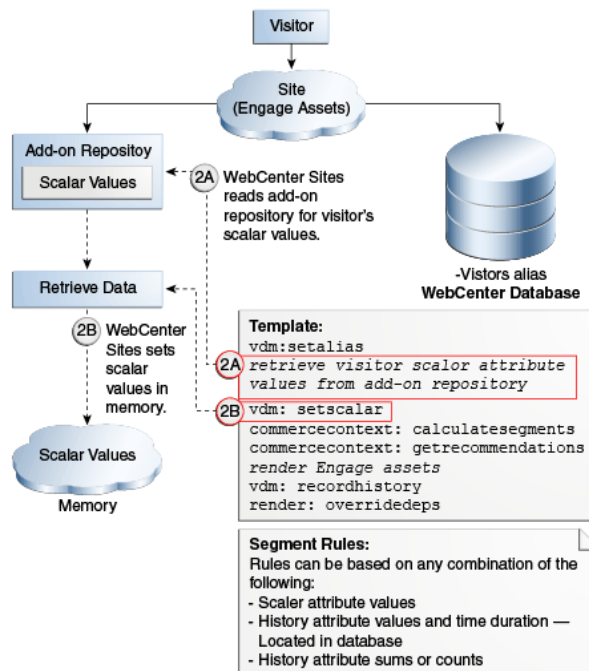 Visitor
Site
(Engage Assets)
Add-on Repositoy
Scalar Values
2A
WebCenter Sites
reads add-on
repository for visitor's
scalar values.
-Vistors alias
WebCenter Database
Retrieve Data
2B
WebCenter
Sites sets
scalar
values in
memory.
Scalar Values
Memory
Template:
vdm:setalias
2A
retrieve visitor scalor attribute
values from add-on repository
2B
vdm: setscalar
commercecontext: calculatesegments
commercecontext: getrecommendations
render Engage assets
vdm: recordhistory
render: overridedeps
Segment Rules:
Rules can be based on any combination of the
following:
- Scaler attribute values
- History attribute values and time duration —
Located in database
- History attribute sums or counts